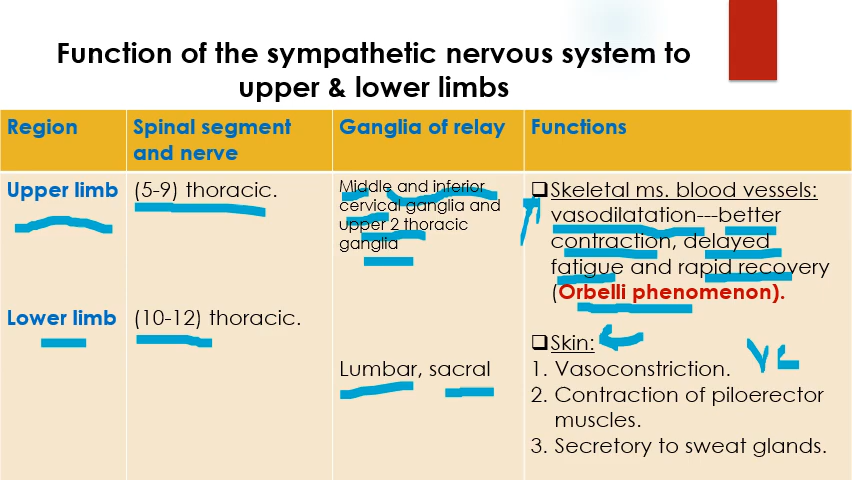 Function of the sympathetic nervous system to
upper & lower limbs
Region
Spinal segment
and nerve
Ganglia of relay
Functions
Upper limb
(5-9) thoracic.
Middle and inferior
cervical ganglia and
upper 2 thoracic
ganglia
❑Skeletal ms. blood vessels:
vasodilatation---better
contraction, delayed
fatigue and rapid recovery
(Orbelli phenomenon).
Lower limb
(10-12) thoracic.
Lumbar, sacral
❑Skin:
1. Vasoconstriction.
2. Contraction of piloerector
muscles.
3. Secretory to sweat glands.